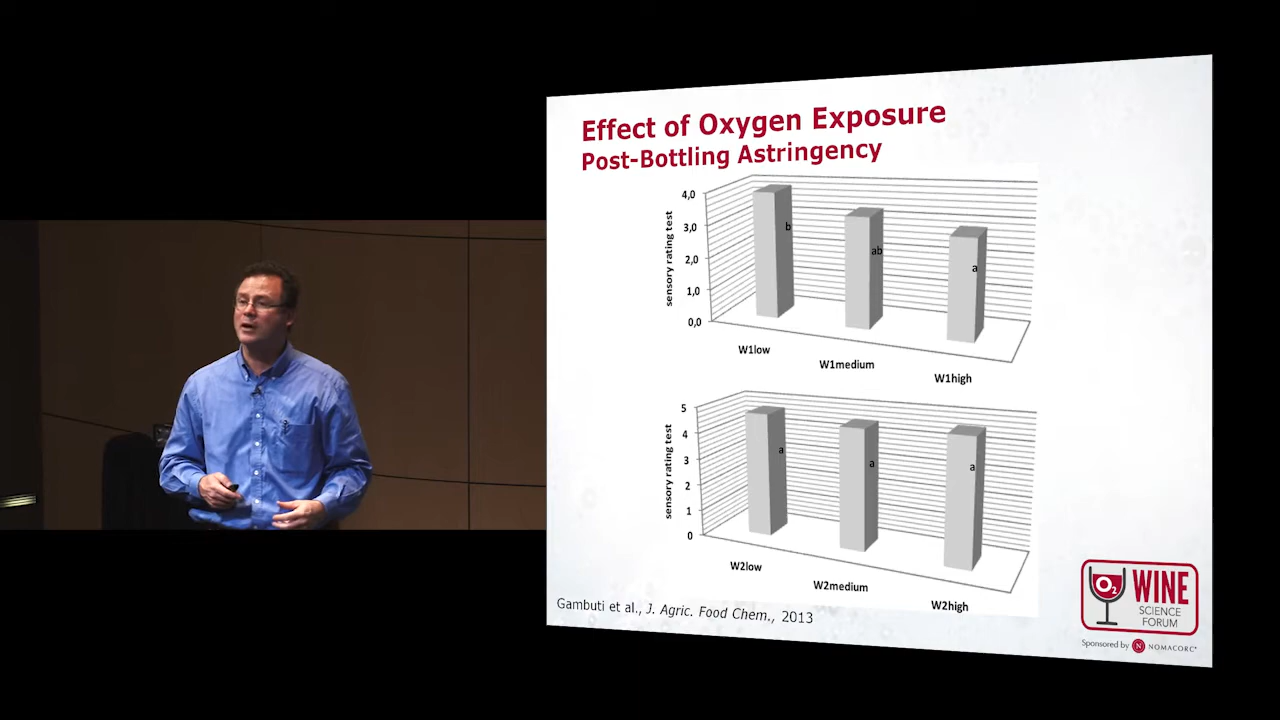 Effect of Oxygen Exposure
Post-Bottling Astringency
sensory rating test
4,0
3,0
2,0
1,0
0,0
b
ab
a
W1low
W1medium
W1high
sensory rating test
5
4
3
2
1
0
a
a
a
W2low
W2medium
W2high
Gambuti et al., J. Agric. Food Chem., 2013
O2 WINE
SCIENCE
FORUM
Sponsored by N NOMACORC®